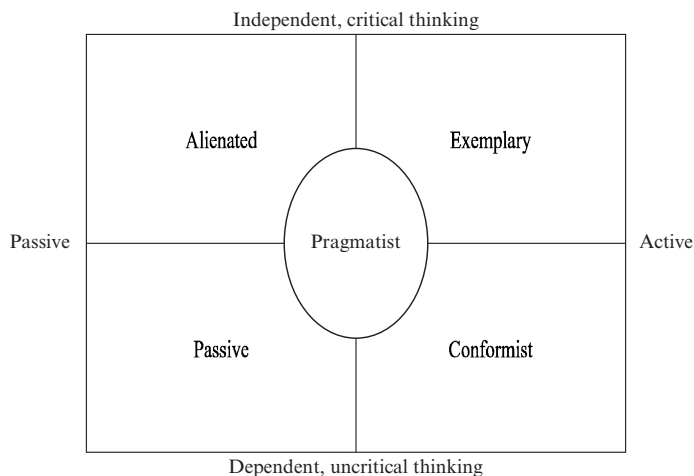 Independent, critical thinking
Alienated
Exemplary
Passive
Pragmatist
Active
Passive
Conformist
Dependent, uncritical thinking